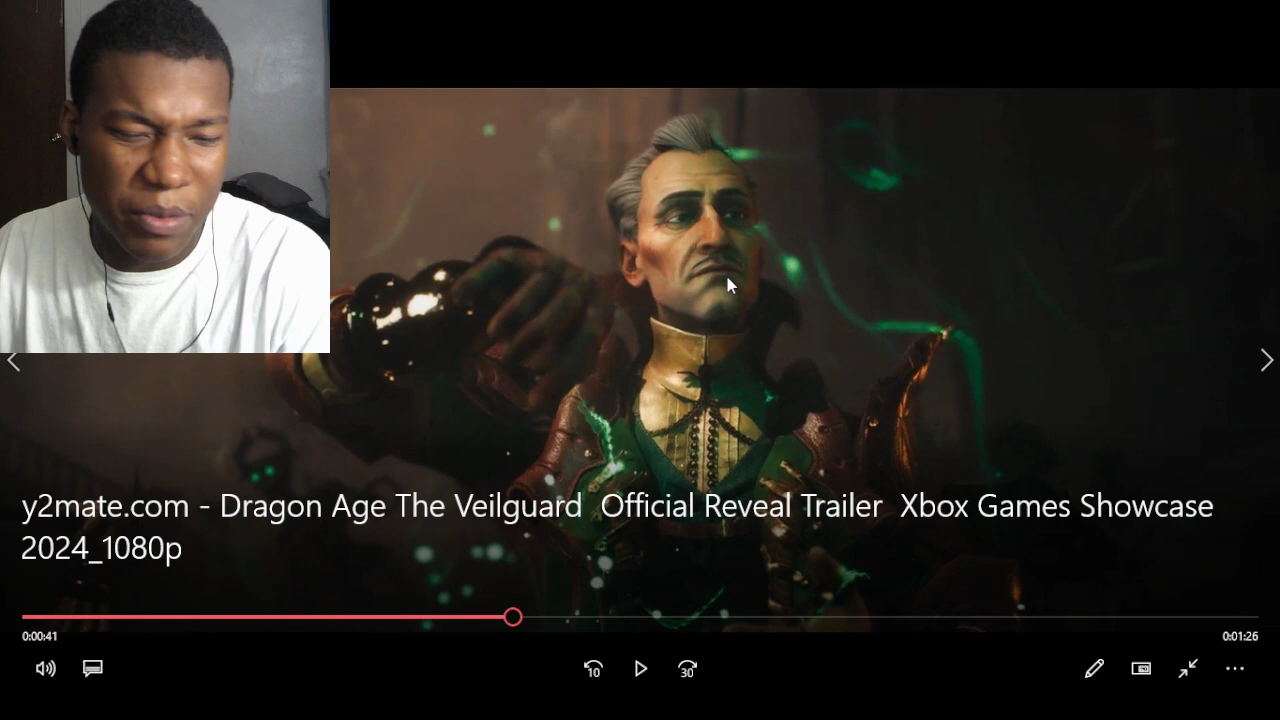 y2mate.com - Dragon Age The Veilguard Official Reveal Trailer Xbox Games Showcase
2024_1080p
0:00:41
0:01:26
10
30